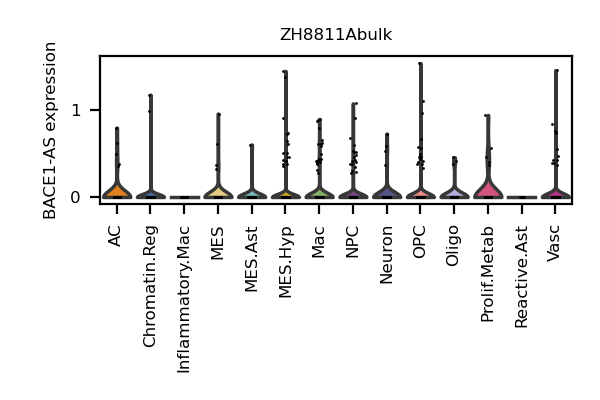 ZH8811Abulk
BACE1-AS expression
1
0
AC
Chromatin.Reg
Inflammatory.Mac
MES
MES.Ast
MES.Hyp
Mac
NPC
Neuron
OPC
Oligo
Prolif.Metab
Reactive.Ast
Vasc